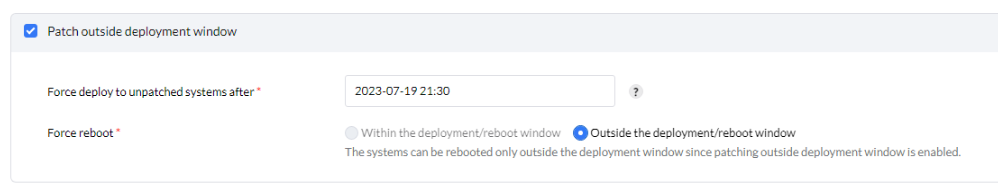 Patch outside deployment window
Force deploy to unpatched systems after * 2023-07-19 21:30 ?
Force reboot * Within the deployment/reboot window Outside the deployment/reboot window
The systems can be rebooted only outside the deployment window since patching outside deployment window is enabled.